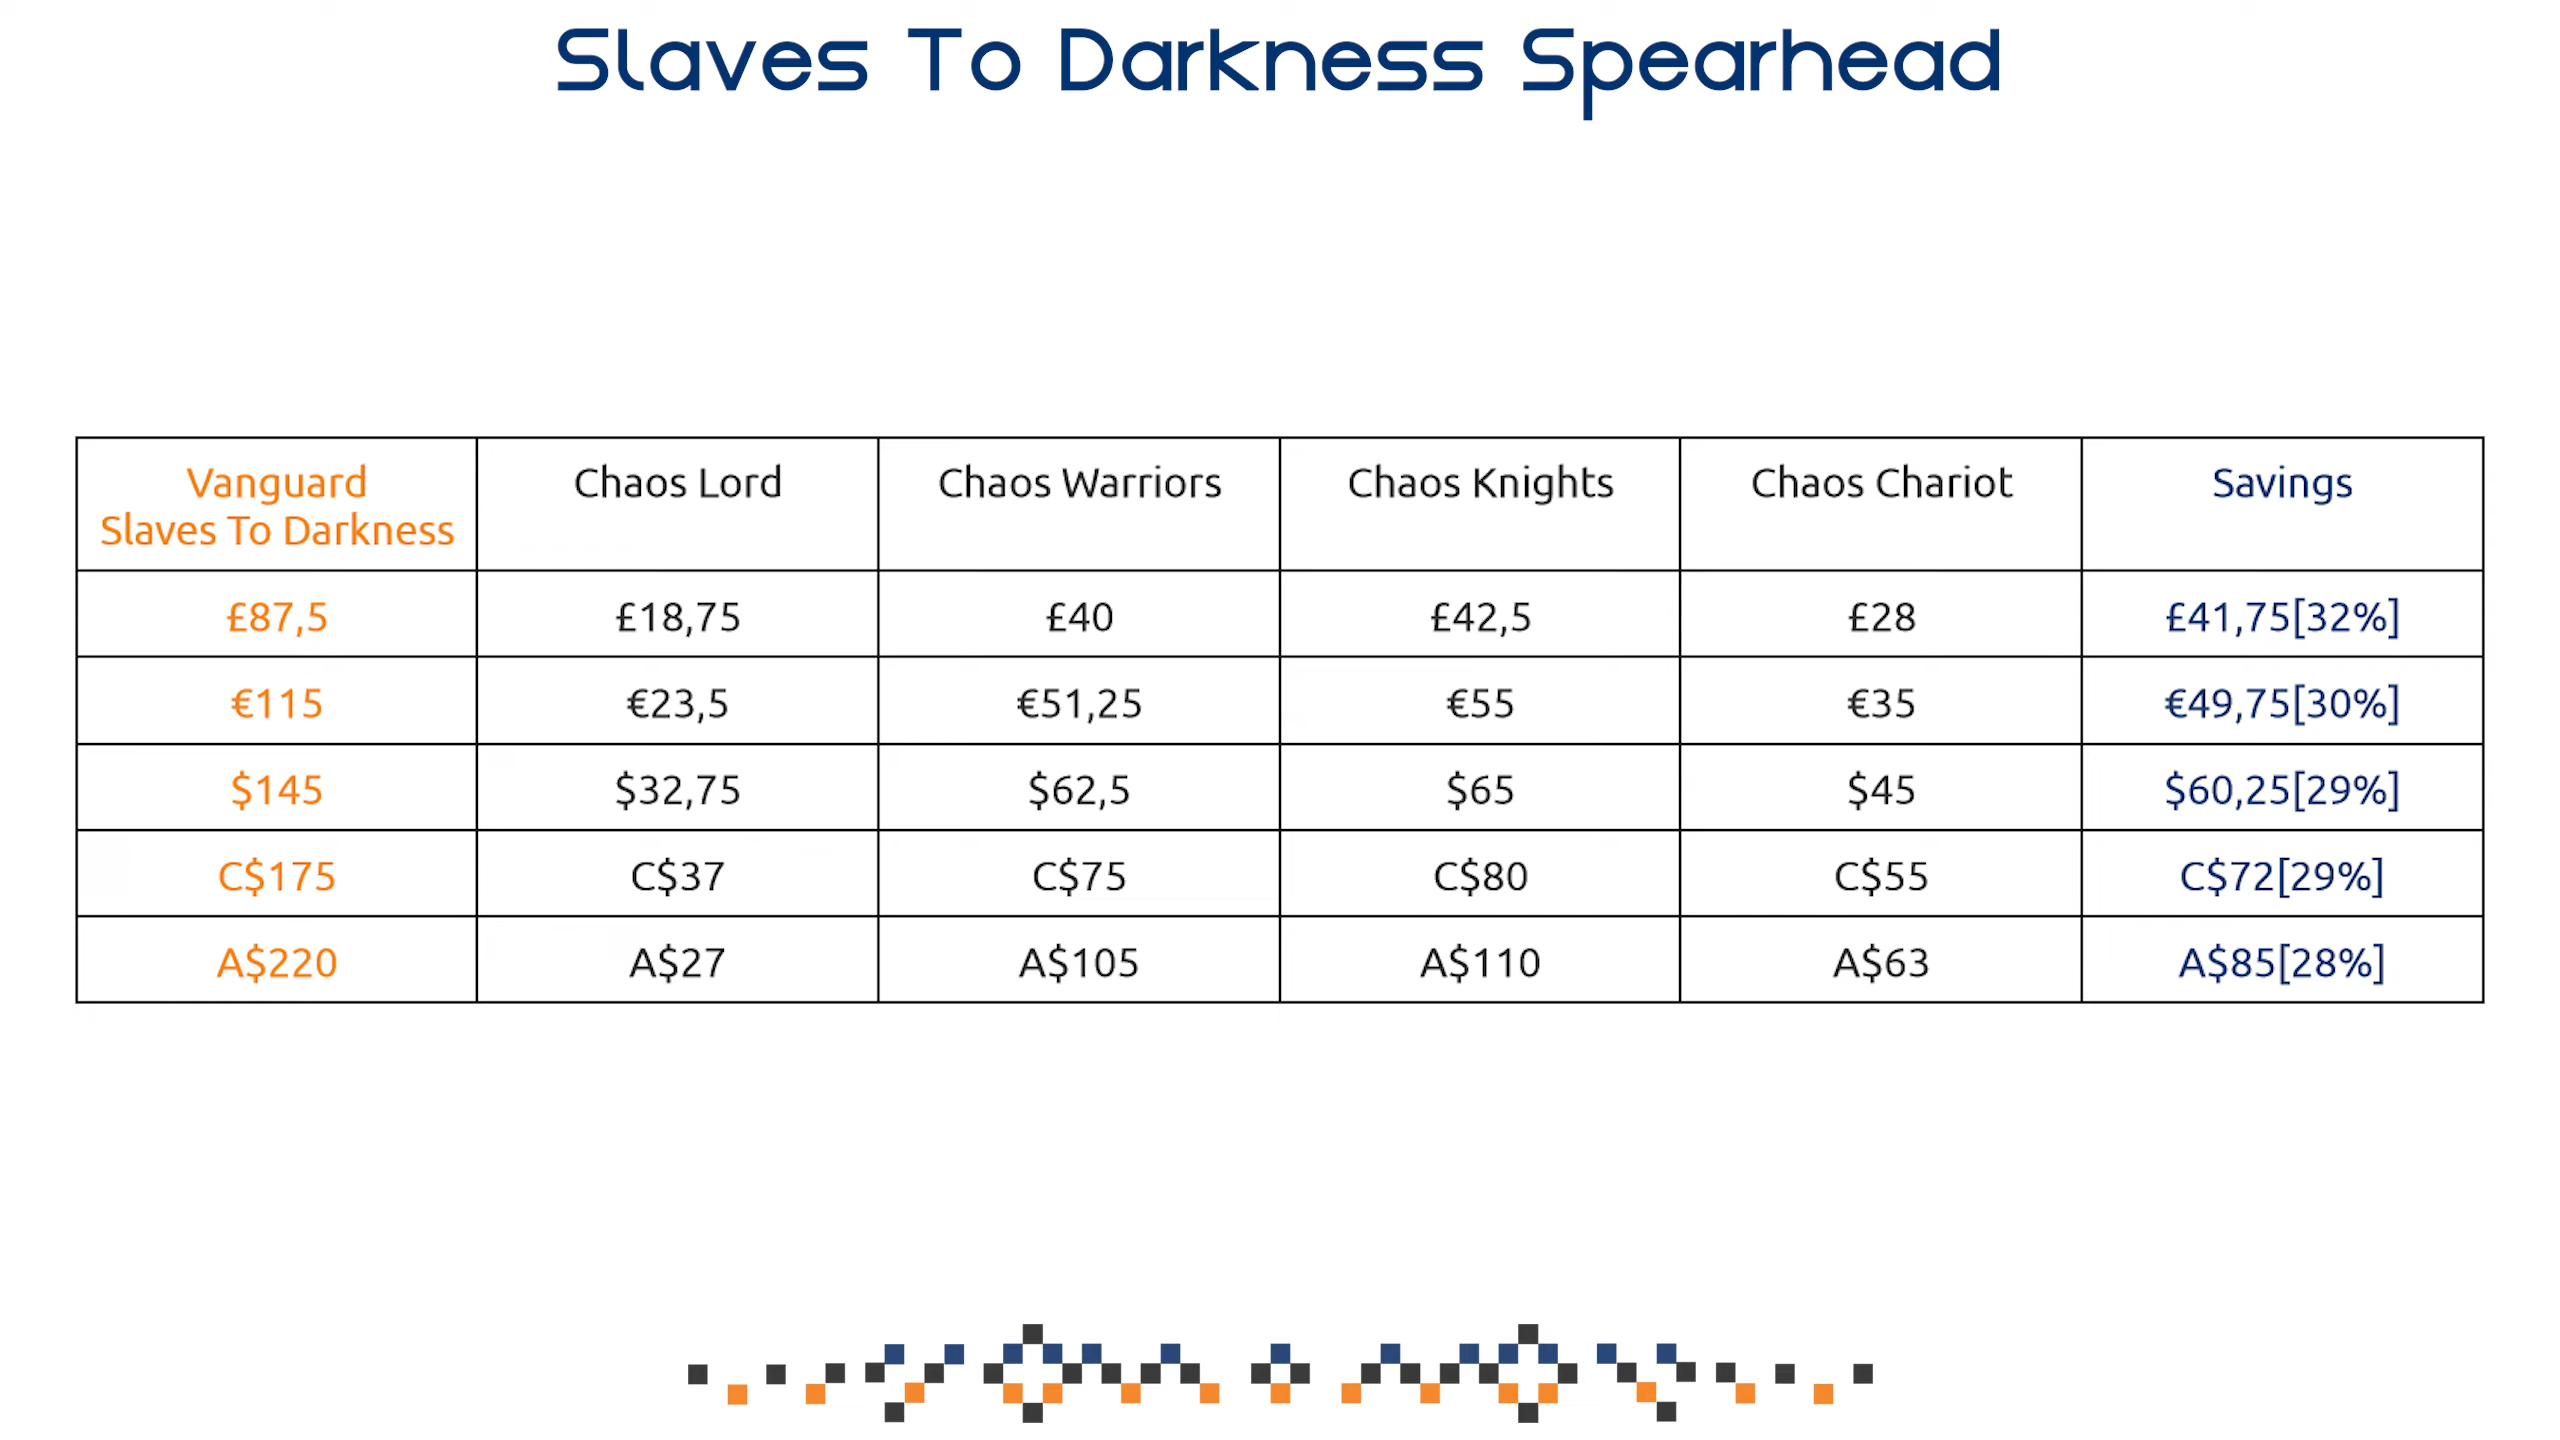 Slaves To Darkness Spearhead
Vanguard
Slaves To Darkness
Chaos Lord
Chaos Warriors
Chaos Knights
Chaos Chariot
Savings
£87,5
£18,75
£40
£42,5
£28
£41,75[32%]
€115
€23,5
€51,25
€55
€35
€49,75[30%]
$145
$32,75
$62,5
$65
$45
$60,25[29%]
C$175
C$37
C$75
C$80
C$55
C$72[29%]
A$220
A$27
A$105
A$110
A$63
A$85[28%]